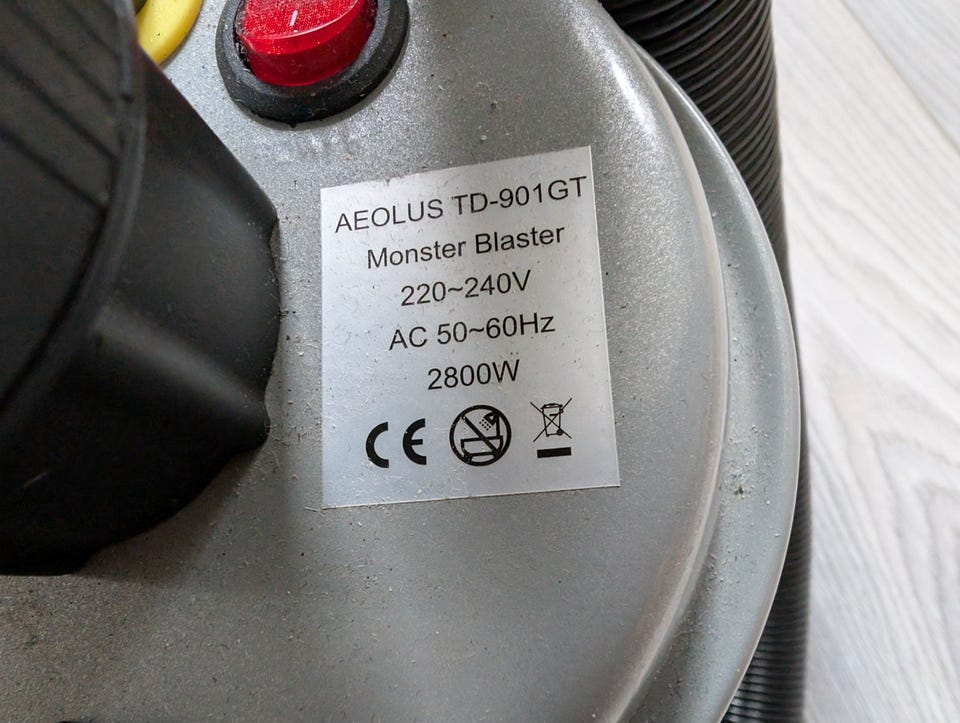 AEOLUS TD-901GT
Monster Blaster
220~240V
AC 50~60Hz
2800W
CE